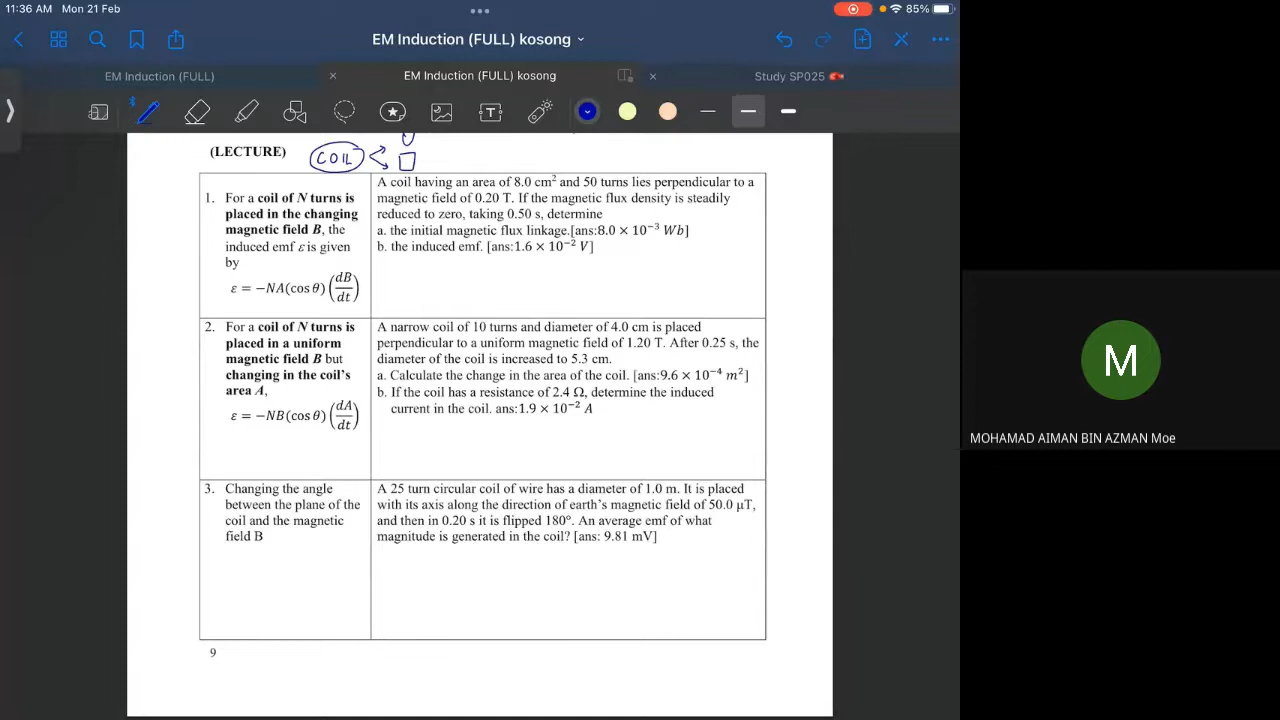 11:36 AM Mon 21 Feb
85%
EM Induction (FULL) kosong
EM Induction (FULL)
EM Induction (FULL) kosong
Study SP025
(LECTURE)
COIL
1. For a coil of N turns is
placed in the changing
magnetic field B, the
induced emf ε is given
by
ε = −NA(cos θ) (dB/dt)
A coil having an area of 8.0 cm² and 50 turns lies perpendicular to a
magnetic field of 0.20 T. If the magnetic flux density is steadily
reduced to zero, taking 0.50 s, determine
a. the initial magnetic flux linkage.[ans:8.0 × 10⁻³ Wb]
b. the induced emf. [ans:1.6 × 10⁻² V]
2. For a coil of N turns is
placed in a uniform
magnetic field B but
changing in the coil's
area A,
ε = −NB(cos θ) (dA/dt)
A narrow coil of 10 turns and diameter of 4.0 cm is placed
perpendicular to a uniform magnetic field of 1.20 T. After 0.25 s, the
diameter of the coil is increased to 5.3 cm.
a. Calculate the change in the area of the coil. [ans:9.6 × 10⁻⁴ m²]
b. If the coil has a resistance of 2.4 Ω, determine the induced
current in the coil. ans:1.9 × 10⁻² A
3. Changing the angle
between the plane of the
coil and the magnetic
field B
A 25 turn circular coil of wire has a diameter of 1.0 m. It is placed
with its axis along the direction of earth's magnetic field of 50.0 μT,
and then in 0.20 s it is flipped 180°. An average emf of what
magnitude is generated in the coil? [ans: 9.81 mV]
9
M
MOHAMAD AIMAN BIN AZMAN Moe